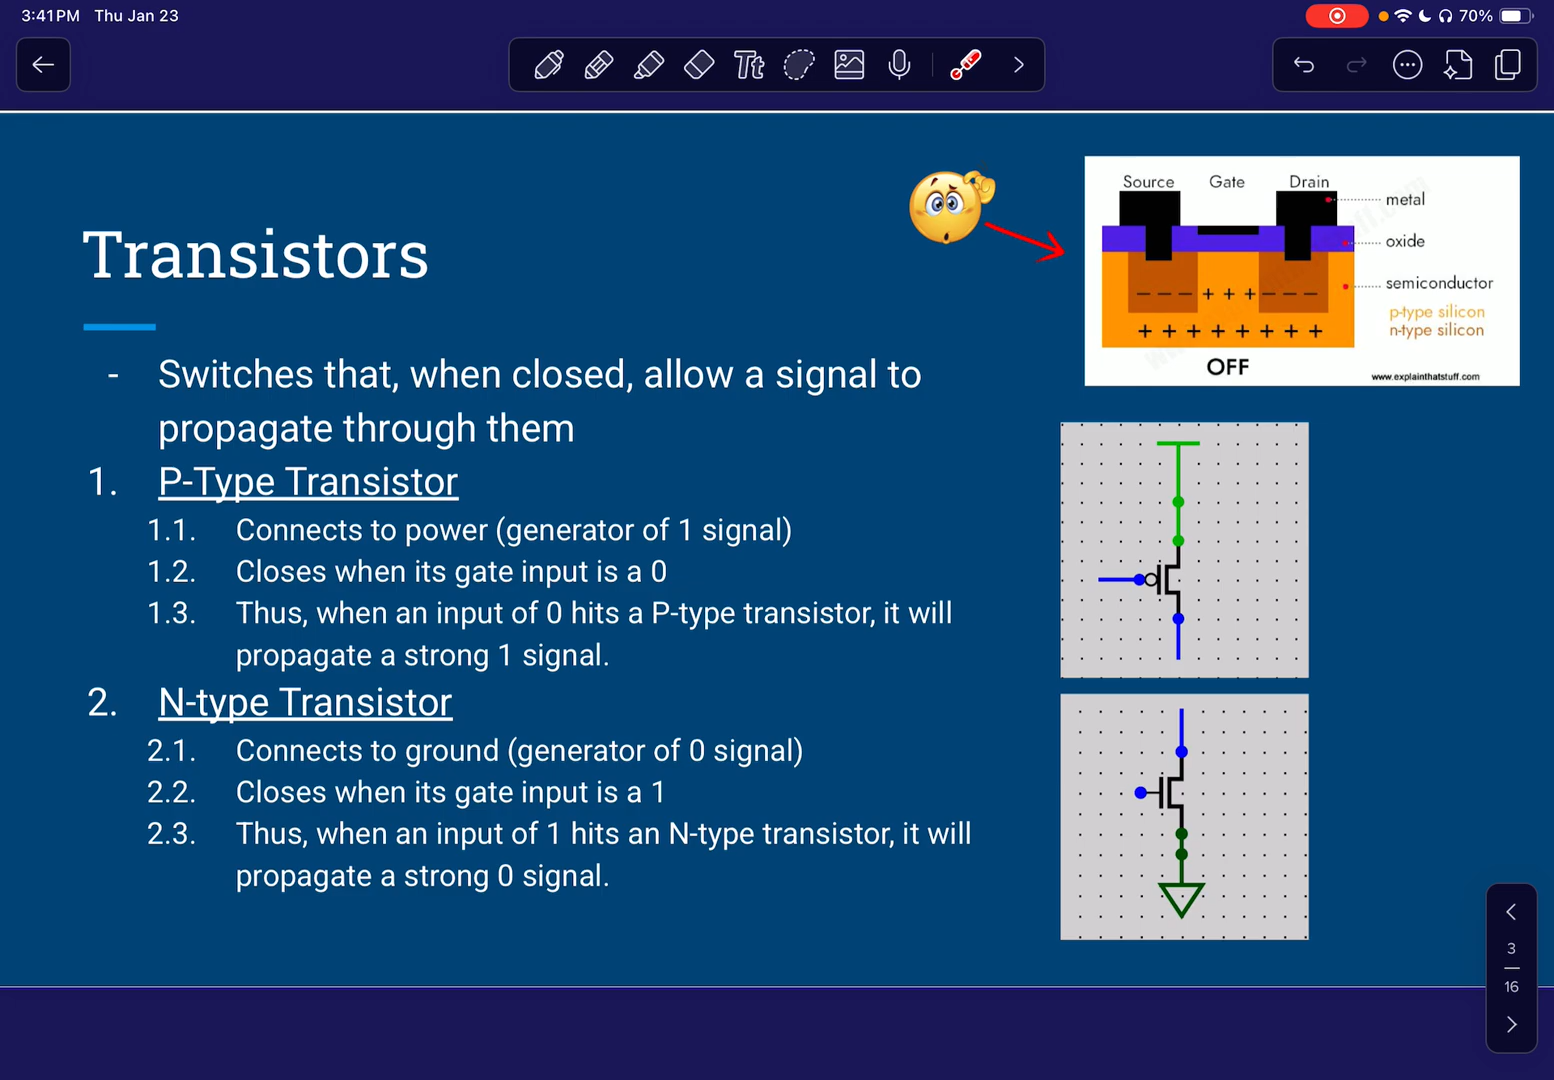 3:41 PM Thu Jan 23
70%
Tt
Transistors
- Switches that, when closed, allow a signal to
propagate through them
1. P-Type Transistor
1.1. Connects to power (generator of 1 signal)
1.2. Closes when its gate input is a 0
1.3. Thus, when an input of 0 hits a P-type transistor, it will
propagate a strong 1 signal.
2. N-type Transistor
2.1. Connects to ground (generator of 0 signal)
2.2. Closes when its gate input is a 1
2.3. Thus, when an input of 1 hits an N-type transistor, it will
propagate a strong 0 signal.
Source Gate Drain
metal
oxide
semiconductor
p-type silicon
n-type silicon
- - - + + + - - -
+ + + + + + + +
OFF
www.explainthatstuff.com
3
16